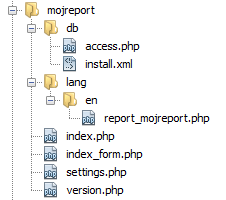 mojreport
db
access.php
install.xml
lang
en
report_mojreport.php
index.php
index_form.php
settings.php
version.php